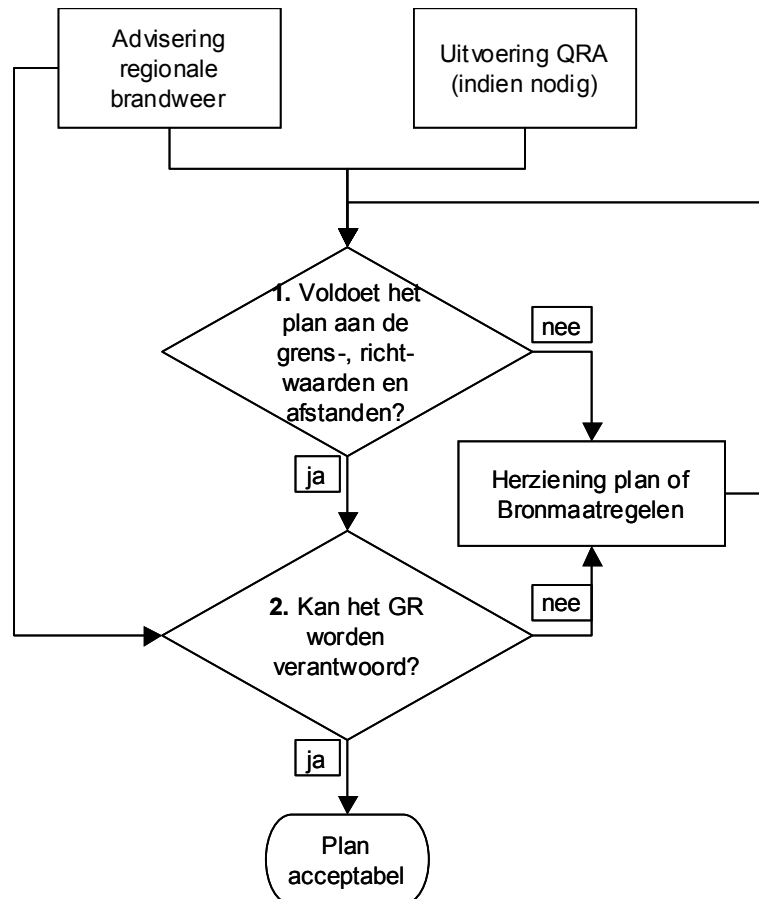 Advisering
regionale
brandweer
Uitvoering QRA
(indien nodig)
1. Voldoet het
plan aan de
grens-, richt-
waarden en
afstanden?
nee
ja
Herziening plan of
Bronmaatregelen
2. Kan het GR
worden
verantwoord?
nee
ja
Plan
acceptabel